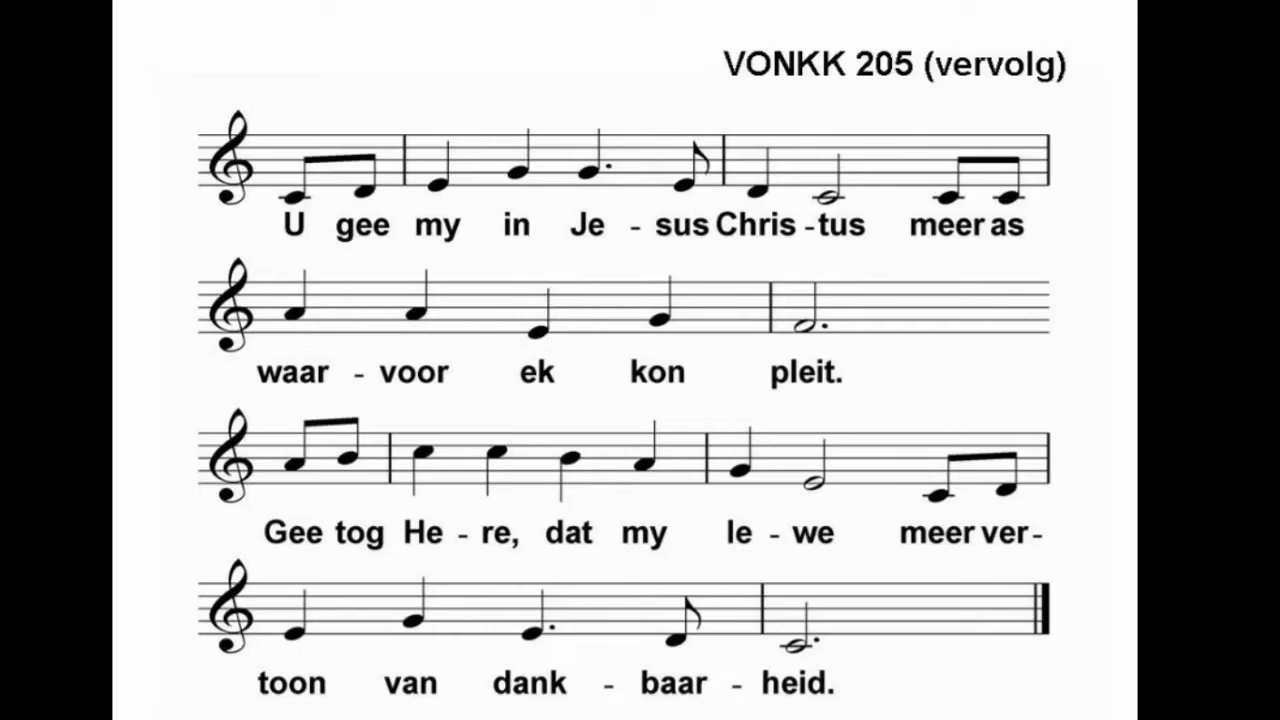 VONKK 205 (vervolg)
U gee my in Je - sus Chris - tus meer as
waar - voor ek kon pleit.
Gee tog He - re, dat my le - we meer ver-
toon van dank - baar - heid.